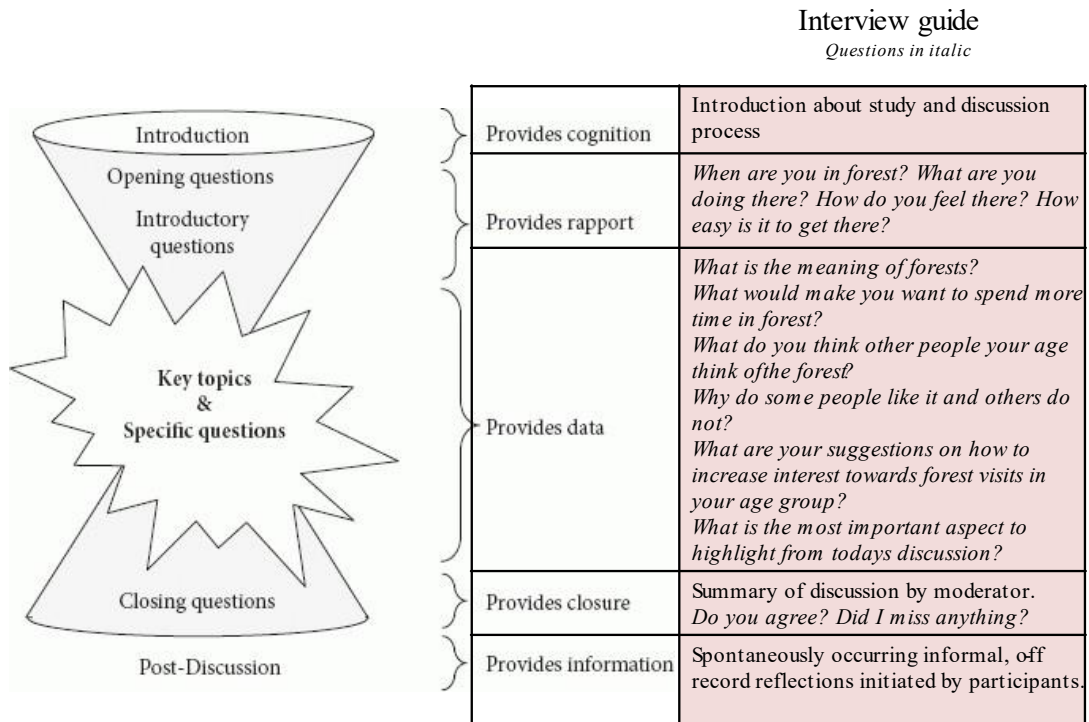 Interview guide
Questions in italic
Introduction
Opening questions
Introductory
questions
Key topics
&
Specific questions
Closing questions
Post-Discussion
Provides cognition
Introduction about study and discussion
process
Provides rapport
When are you in forest? What are you
doing there? How do you feel there? How
easy is it to get there?
Provides data
What is the meaning of forests?
What would make you want to spend more
time in forest?
What do you think other people your age
think ofthe forest?
Why do some people like it and others do
not?
What are your suggestions on how to
increase interest towards forest visits in
your age group?
What is the most important aspect to
highlight from todays discussion?
Provides closure
Summary of discussion by moderator.
Do you agree? Did I miss anything?
Provides information
Spontaneously occurring informal, off
record reflections initiated by participants.